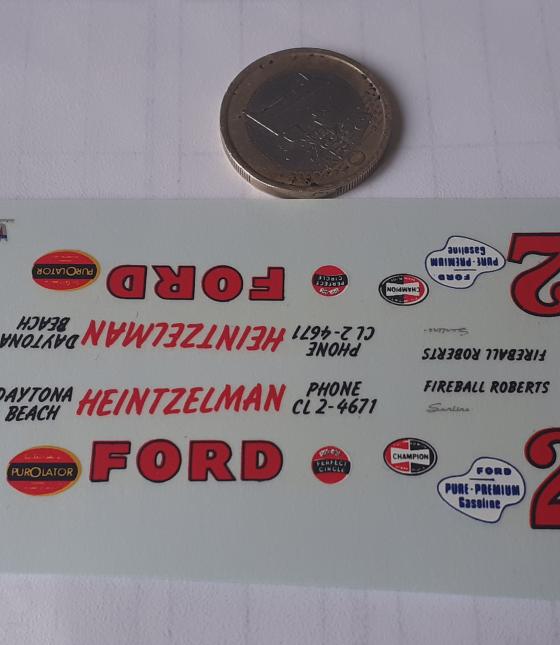 PUROLATOR
FORD
PERFECT CIRCLE
CHAMPION
PURE-PREMIUM
Gasoline
FORD
2
DAYTONA BEACH
HEINTZELMAN
PHONE
CL 2-4671
FIREBALL ROBERTS
DAYTONA
BEACH
HEINTZELMAN
PHONE
CL 2-4671
FIREBALL ROBERTS
Starliner
PUROLATOR
FORD
PERFECT
CIRCLE
CHAMPION
FORD
PURE-PREMIUM
Gasoline
2